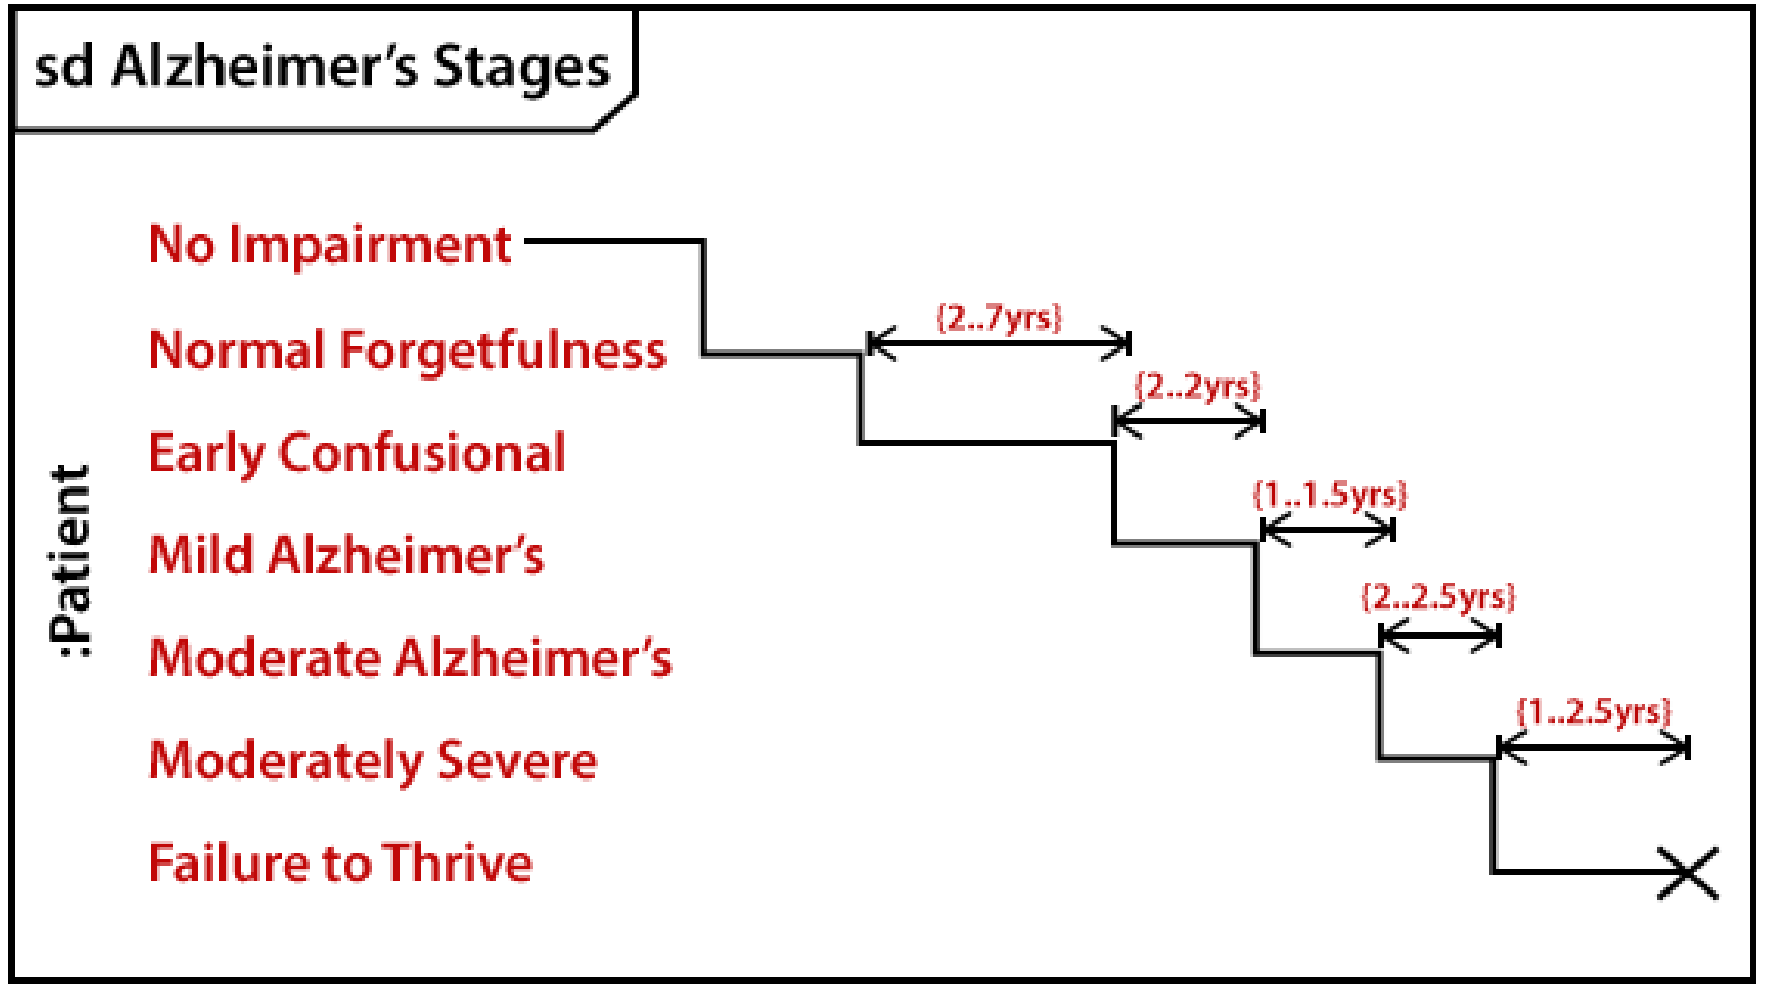 sd Alzheimer's Stages
No Impairment
{2..7yrs}
Normal Forgetfulness
{2..2yrs}
Early Confusional
{1..1.5yrs}
Mild Alzheimer's
{2..2.5yrs}
Moderate Alzheimer's
{1..2.5yrs}
Moderately Severe
Failure to Thrive
:Patient